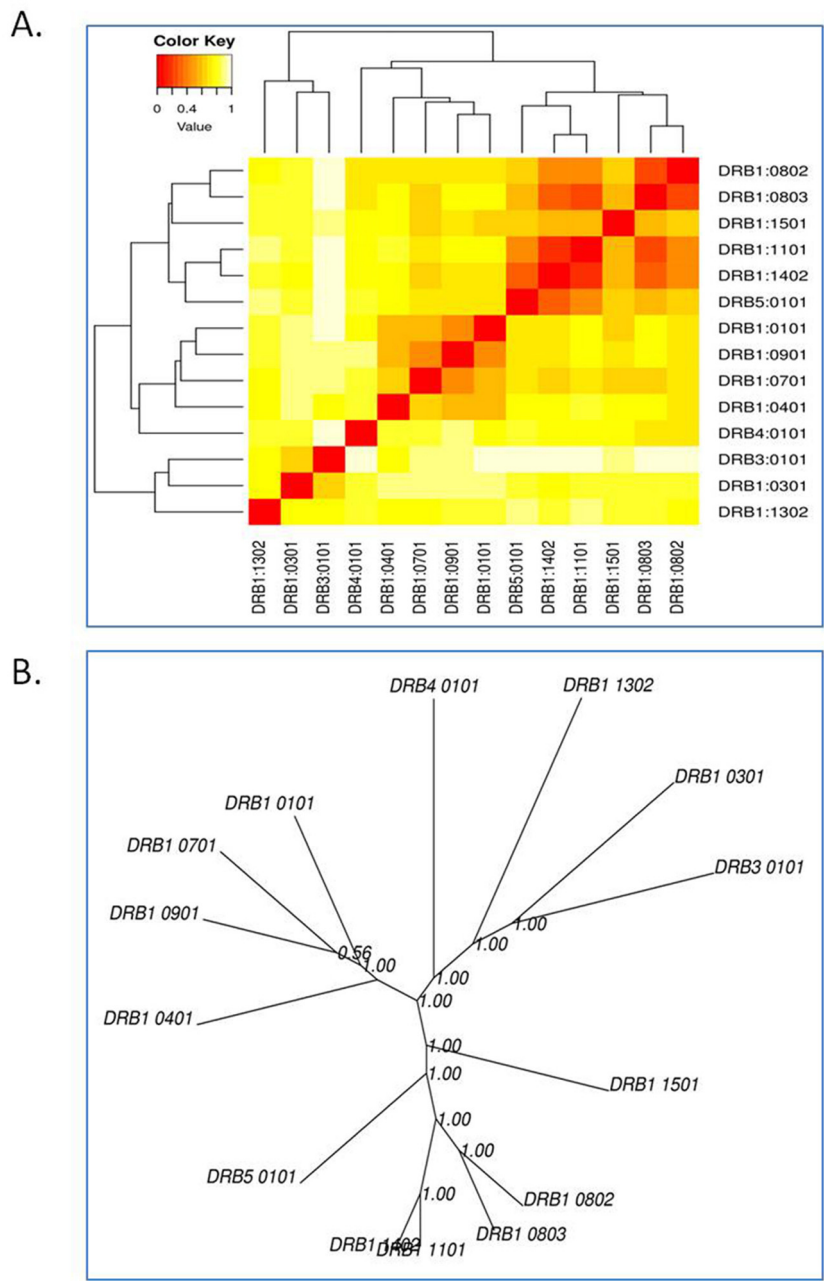 A.
Color Key
0 0.4 1
Value
DRB1:0802
DRB1:0803
DRB1:1501
DRB1:1101
DRB1:1402
DRB5:0101
DRB1:0101
DRB1:0901
DRB1:0701
DRB1:0401
DRB4:0101
DRB3:0101
DRB1:0301
DRB1:1302
DRB1:1302
DRB1:0301
DRB3:0101
DRB4:0101
DRB1:0401
DRB1:0701
DRB1:0901
DRB1:0101
DRB5:0101
DRB1:1402
DRB1:1101
DRB1:1501
DRB1:0803
DRB1:0802
B.
DRB4 0101
DRB1 1302
DRB1 0301
DRB1 0101
DRB1 0701
DRB3 0101
DRB1 0901
1.00
1.00
0.56
1.00
1.00
1.00
DRB1 0401
1.00
1.00
DRB1 1501
1.00
1.00
DRB5 0101
1.00
DRB1 0802
DRB1 0803
DRB1 1402
DRB1 1101